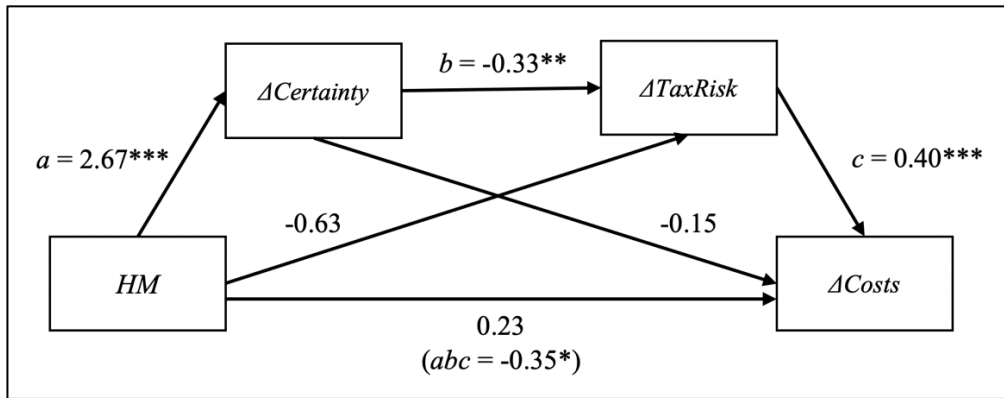 b = -0.33**
ΔCertainty
ΔTaxRisk
a = 2.67***
c = 0.40***
-0.63
-0.15
HM
ΔCosts
0.23
(abc = -0.35*)